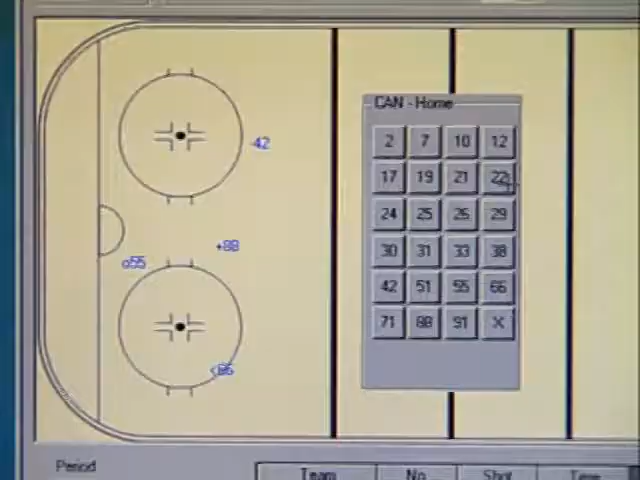 CAN - Home
2 7 10 12
17 19 21 22
24 25 26 29
30 31 33 38
42 51 55 66
71 88 91 X
42
+88
o55
Period
Team No. Shot Time